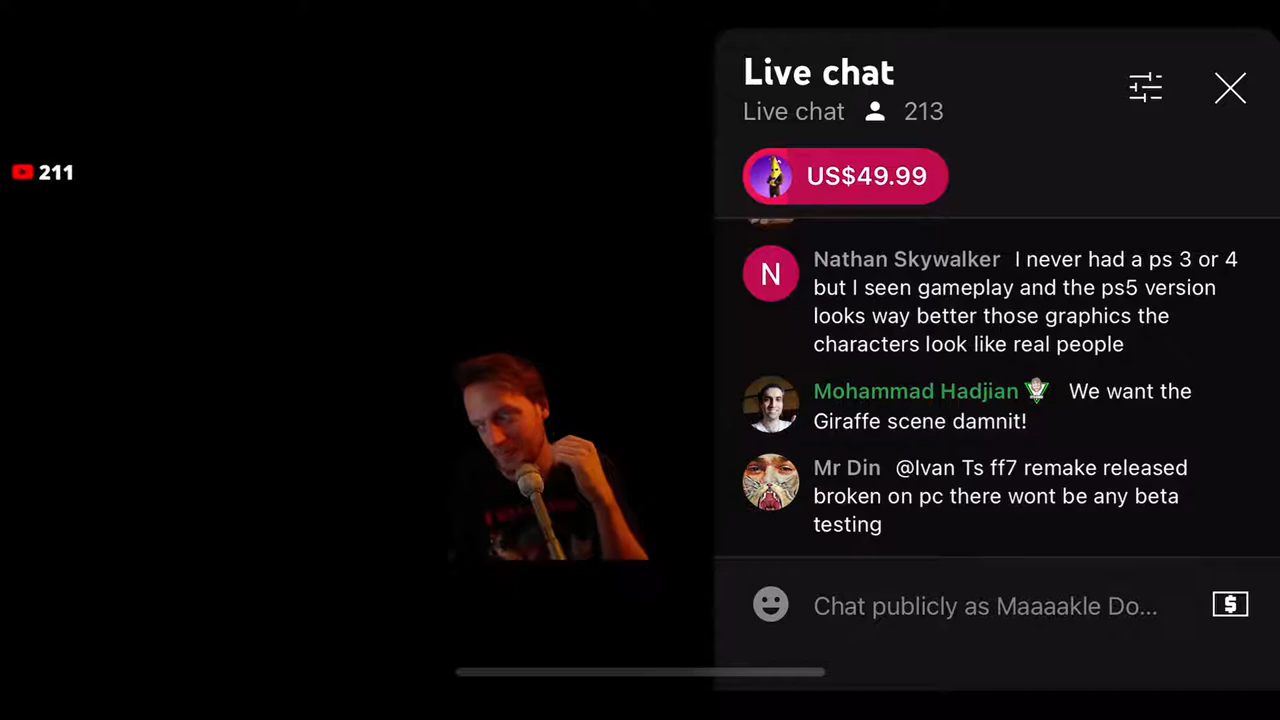 Live chat
Live chat 213
211
US$49.99
Nathan Skywalker I never had a ps 3 or 4
but I seen gameplay and the ps5 version
looks way better those graphics the
characters look like real people
N
Mohammad Hadjian We want the
Giraffe scene damnit!
Mr Din @Ivan Ts ff7 remake released
broken on pc there wont be any beta
testing
Chat publicly as Maaaakle Do...
$